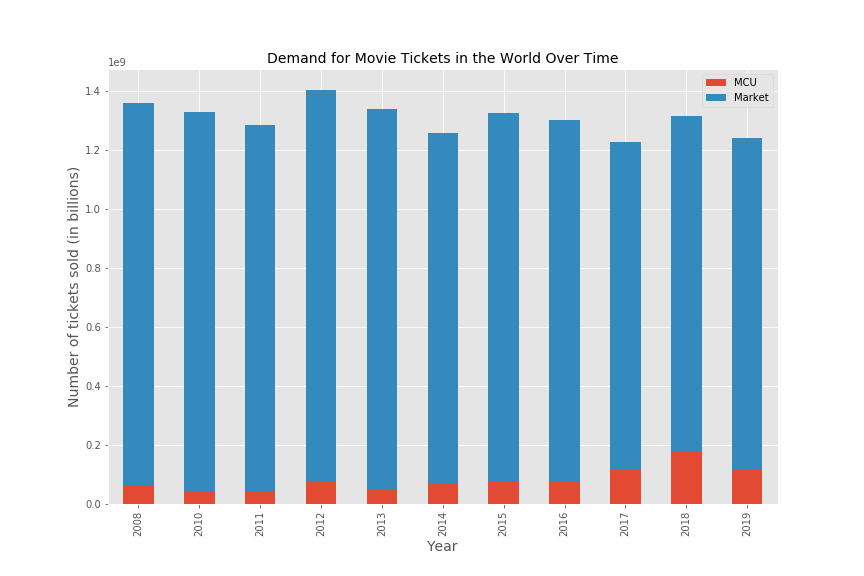 Demand for Movie Tickets in the World Over Time
1e9
MCU
Market
1.4
1.2
1.0
0.8
0.6
0.4
0.2
0.0
Number of tickets sold (in billions)
2008 2010 2011 2012 2013 2014 2015 2016 2017 2018 2019
Year